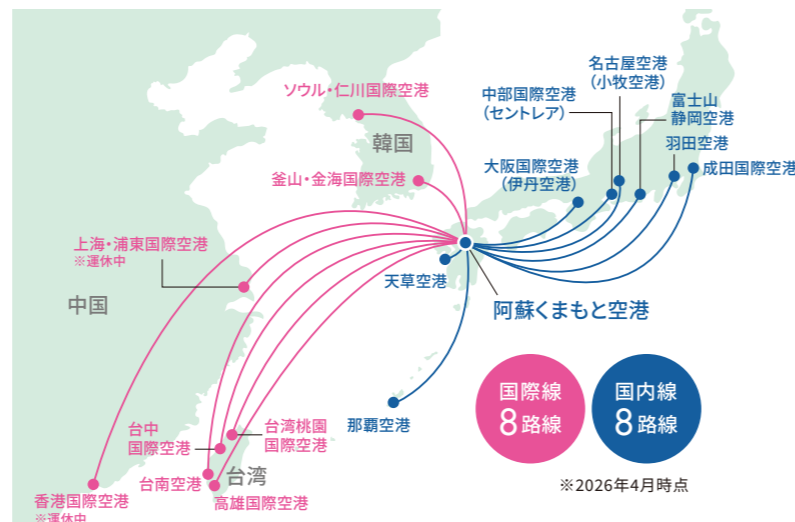 ソウル・仁川国際空港
韓国
釜山・金海国際空港
上海・浦東国際空港
※運休中
中国
台中
国際空港
台湾桃園
国際空港
台南空港
台湾
高雄国際空港
香港国際空港
※運休中
名古屋空港
（小牧空港）
中部国際空港
（セントレア）
富士山
静岡空港
羽田空港
成田国際空港
大阪国際空港
（伊丹空港）
天草空港
阿蘇くまもと空港
那覇空港
国際線
8路線
国内線
8路線
※2026年4月時点